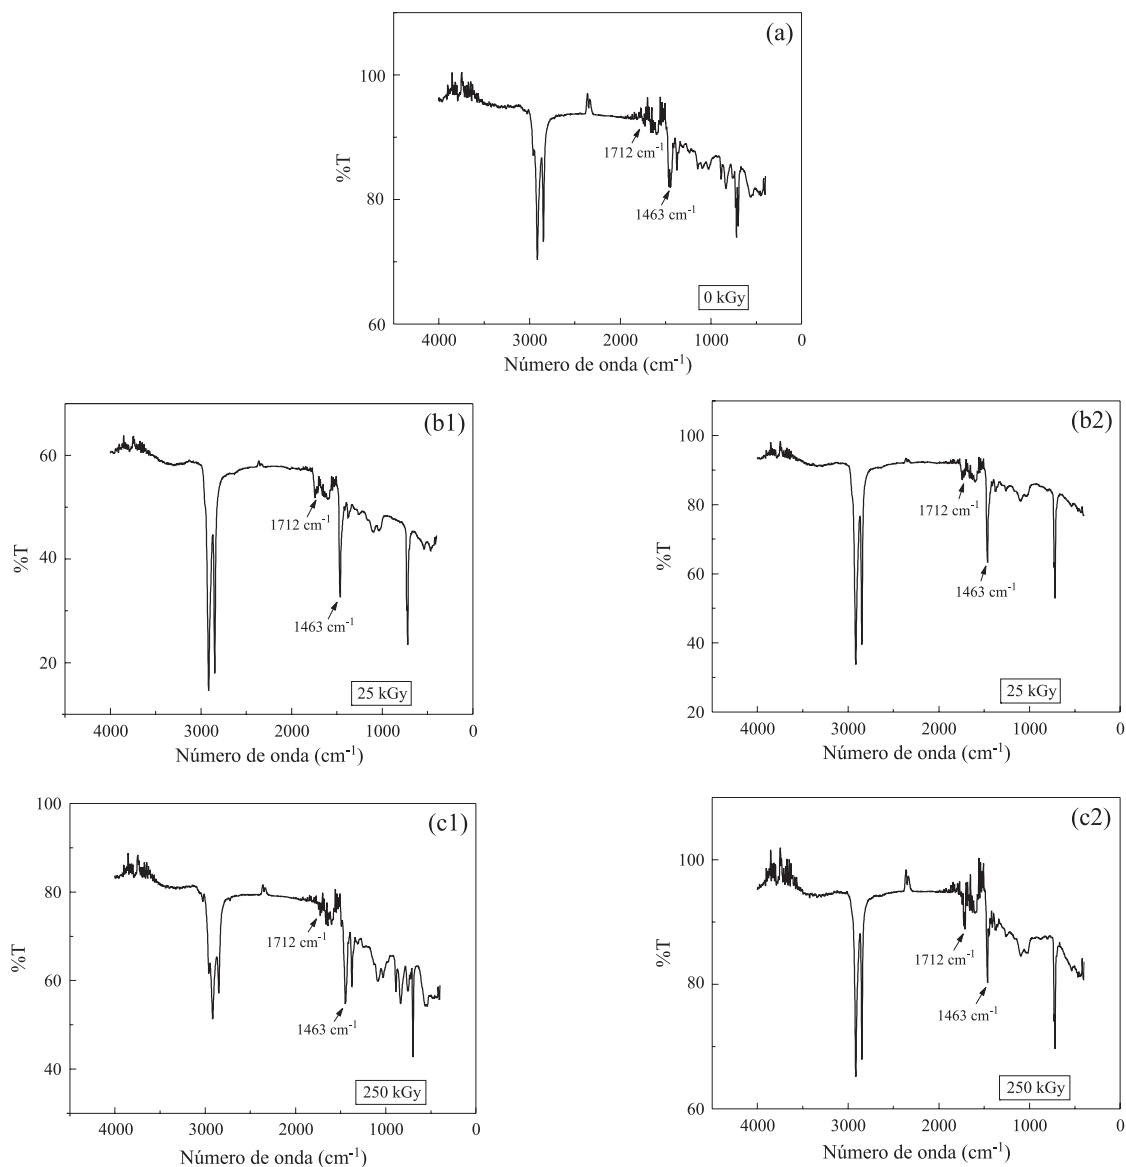 (a)
100
80
60
%T
1712 cm-1
1463 cm-1
0 kGy
4000 3000 2000 1000 0
Número de onda (cm-1)
(b1)
60
40
20
%T
1712 cm-1
1463 cm-1
25 kGy
4000 3000 2000 1000 0
Número de onda (cm-1)
(b2)
100
80
60
40
20
%T
1712 cm-1
1463 cm-1
25 kGy
4000 3000 2000 1000 0
Número de onda (cm-1)
(c1)
100
80
60
40
%T
1712 cm-1
1463 cm-1
250 kGy
4000 3000 2000 1000 0
Número de onda (cm-1)
(c2)
100
80
60
%T
1712 cm-1
1463 cm-1
250 kGy
4000 3000 2000 1000 0
Número de onda (cm-1)